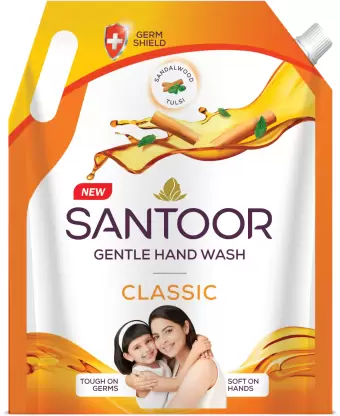 GERM
SHIELD
SANDALWOOD
TULSI
NEW
SANTOOR
GENTLE HAND WASH
CLASSIC
TOUGH ON
GERMS
SOFT ON
HANDS